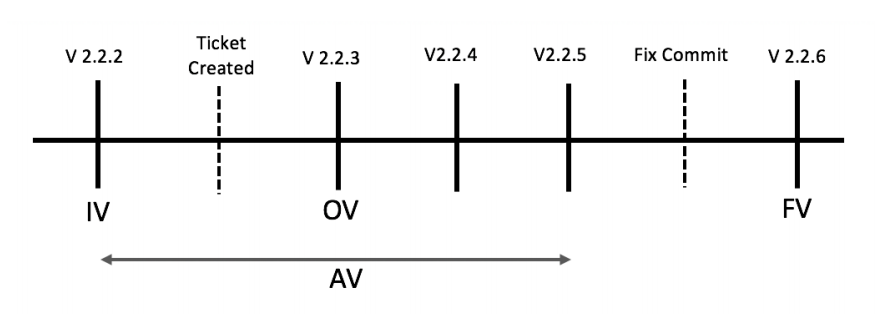 V 2.2.2
Ticket
Created
V 2.2.3
V2.2.4
V2.2.5
Fix Commit
V 2.2.6
IV
OV
FV
AV